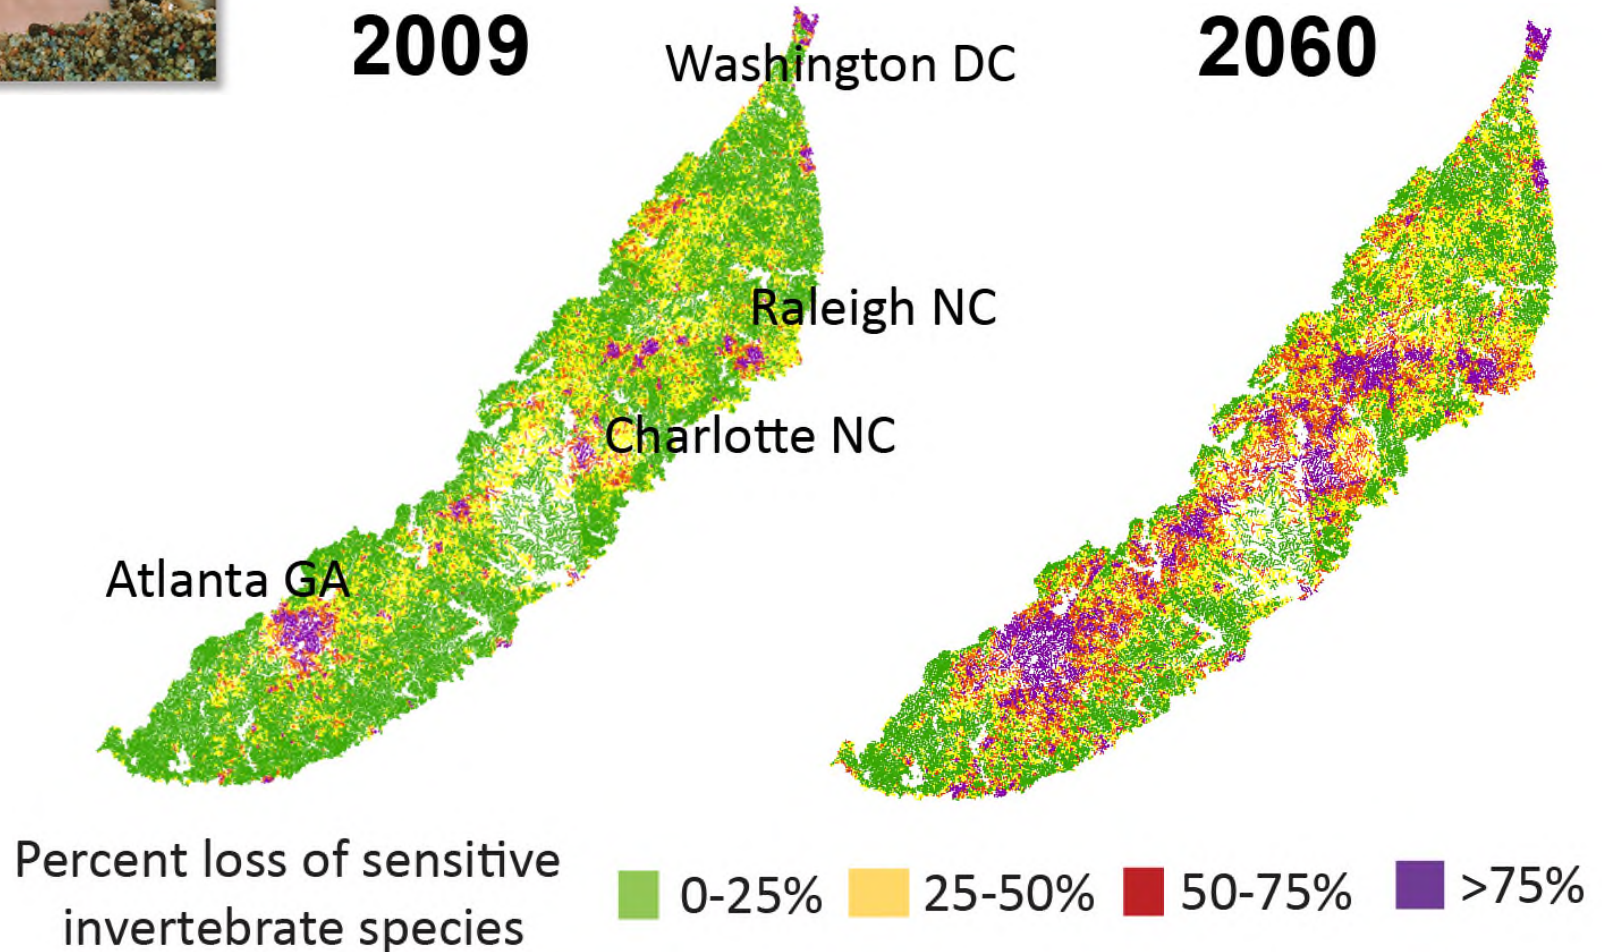 2009
Washington DC
2060
Raleigh NC
Charlotte NC
Atlanta GA
Percent loss of sensitive
invertebrate species
0-25%
25-50%
50-75%
>75%